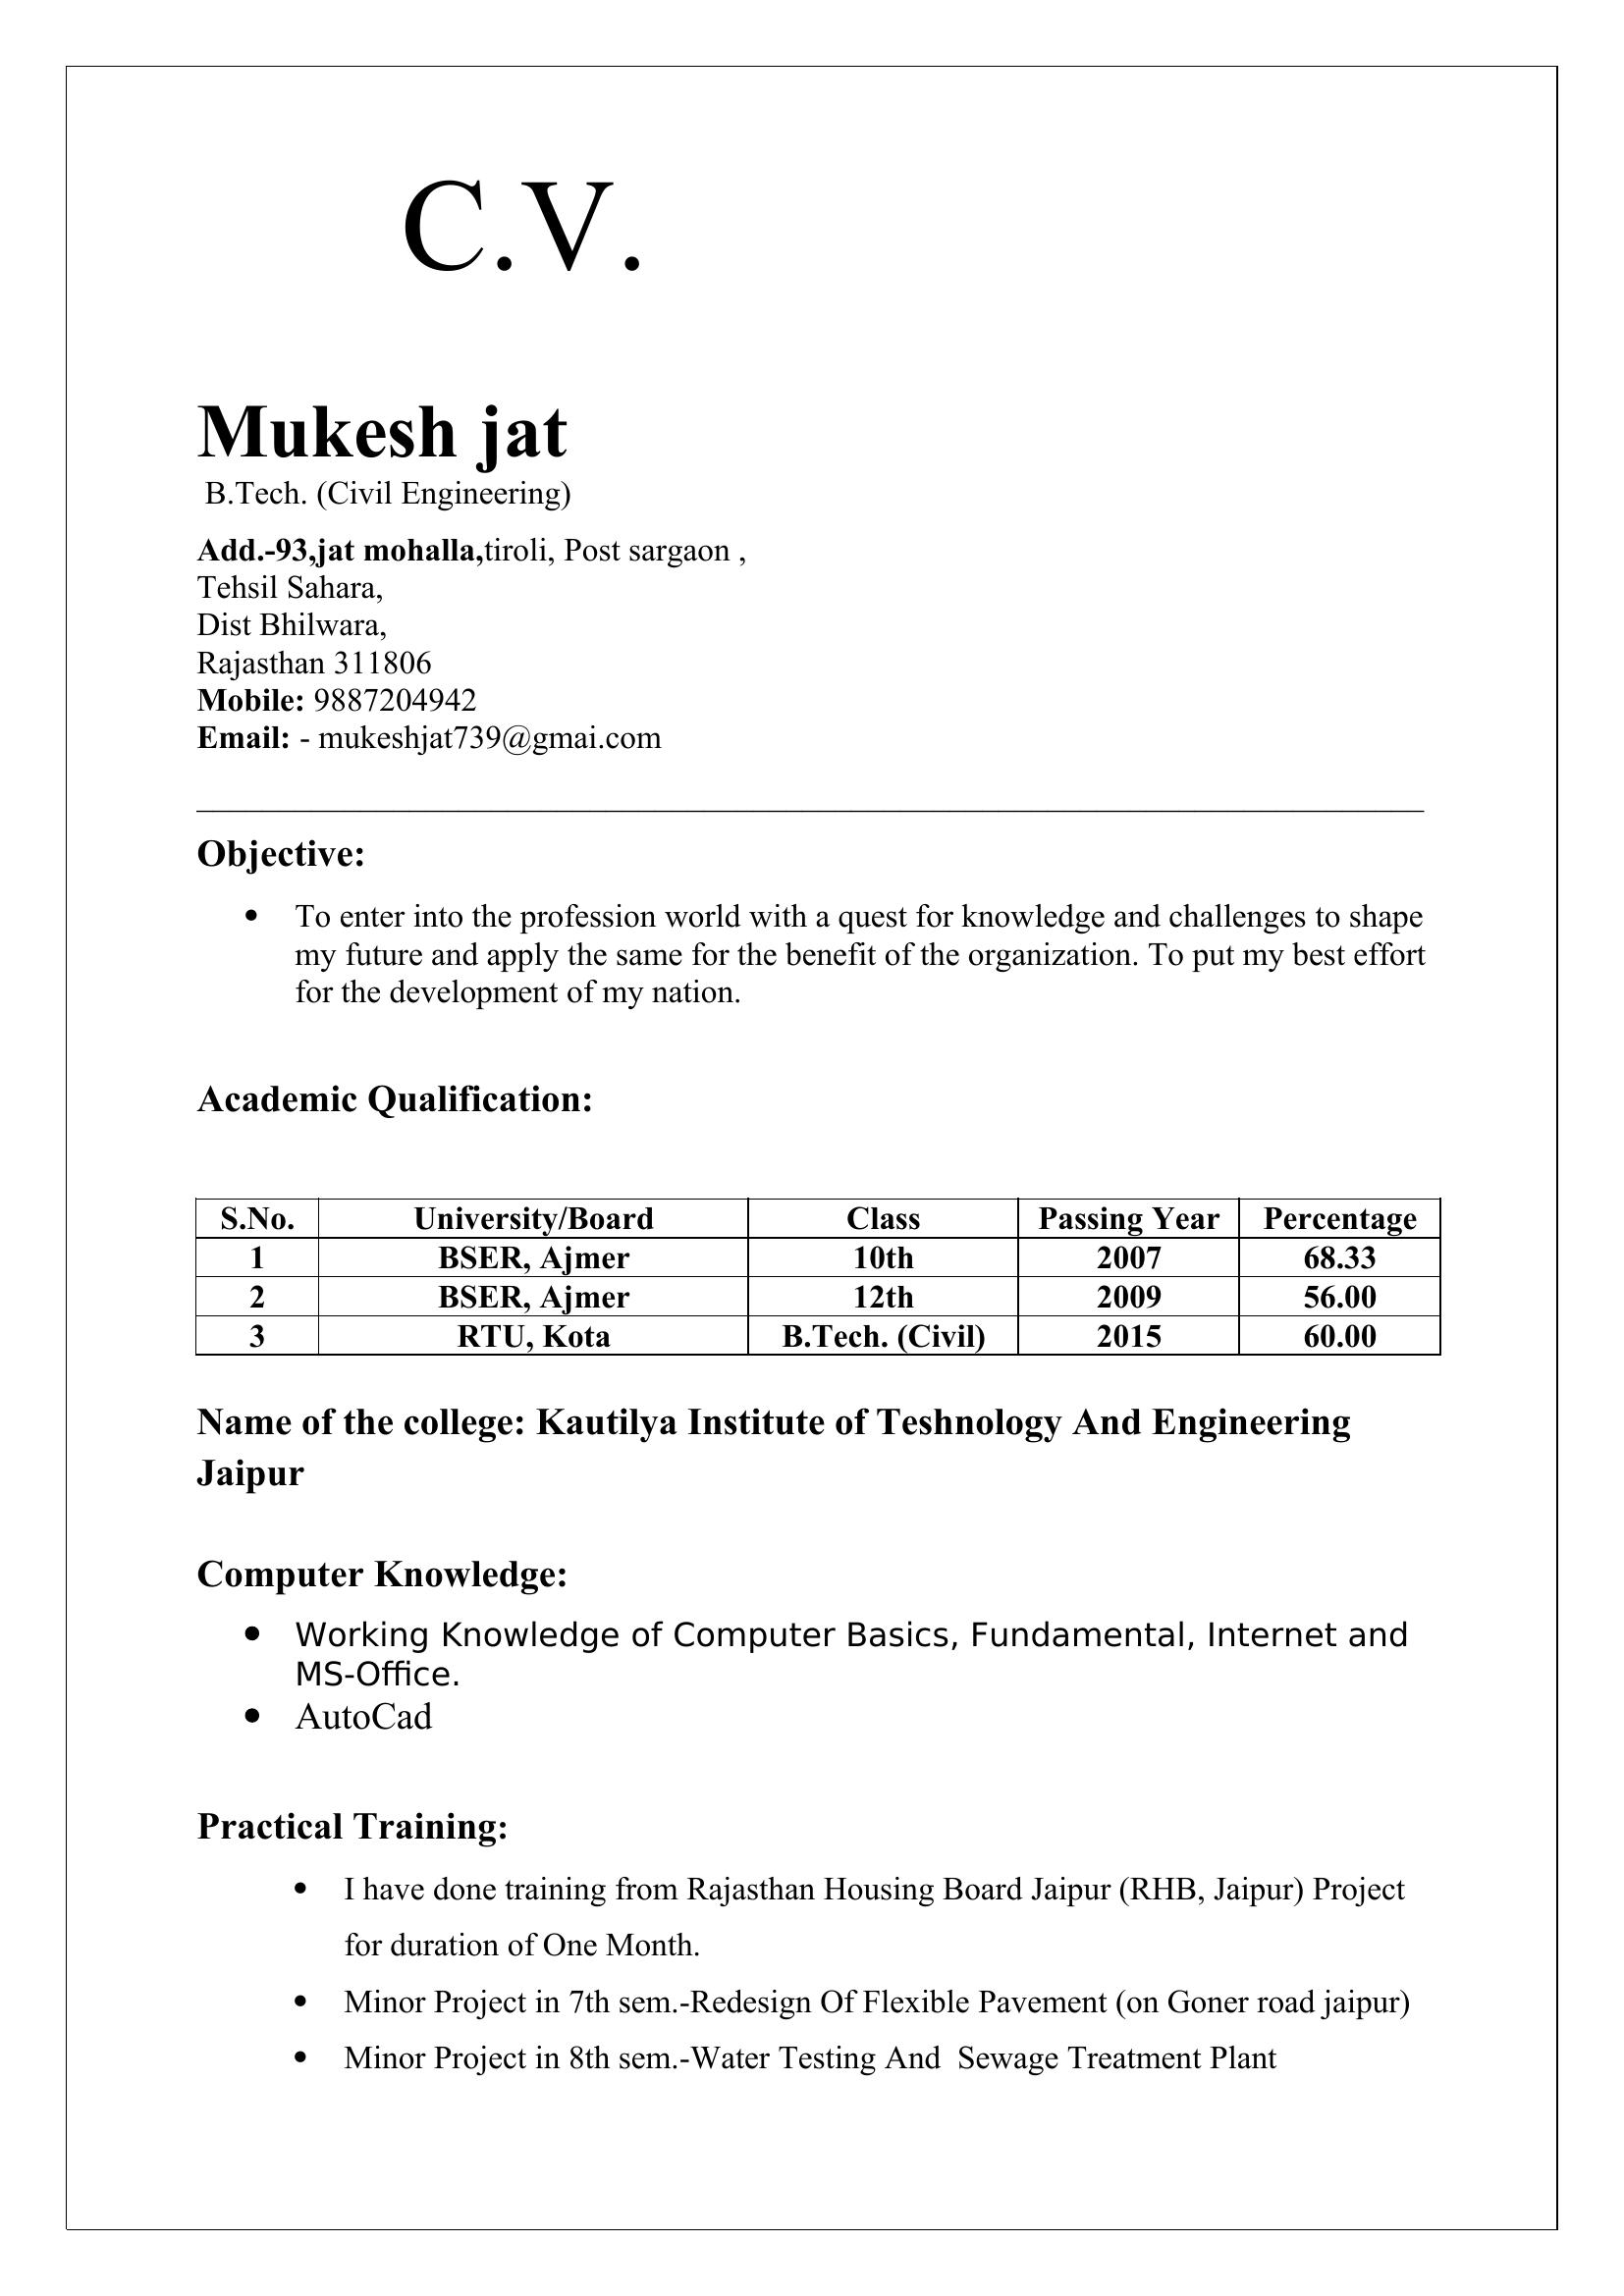 C.V.
Mukesh jat
B.Tech. (Civil Engineering)
Add.-93,jat mohalla,tiroli, Post sargaon ,
Tehsil Sahara,
Dist Bhilwara,
Rajasthan 311806
Mobile: 9887204942
Email: - mukeshjat739@gmai.com
Objective:
• To enter into the profession world with a quest for knowledge and challenges to shape
my future and apply the same for the benefit of the organization. To put my best effort
for the development of my nation.
Academic Qualification:
S.No. University/Board Class Passing Year Percentage
1 BSER, Ajmer 10th 2007 68.33
2 BSER, Ajmer 12th 2009 56.00
3 RTU, Kota B.Tech. (Civil) 2015 60.00
Name of the college: Kautilya Institute of Teshnology And Engineering
Jaipur
Computer Knowledge:
• Working Knowledge of Computer Basics, Fundamental, Internet and
MS-Office.
• AutoCad
Practical Training:
• I have done training from Rajasthan Housing Board Jaipur (RHB, Jaipur) Project
for duration of One Month.
• Minor Project in 7th sem.-Redesign Of Flexible Pavement (on Goner road jaipur)
• Minor Project in 8th sem.-Water Testing And  Sewage Treatment Plant